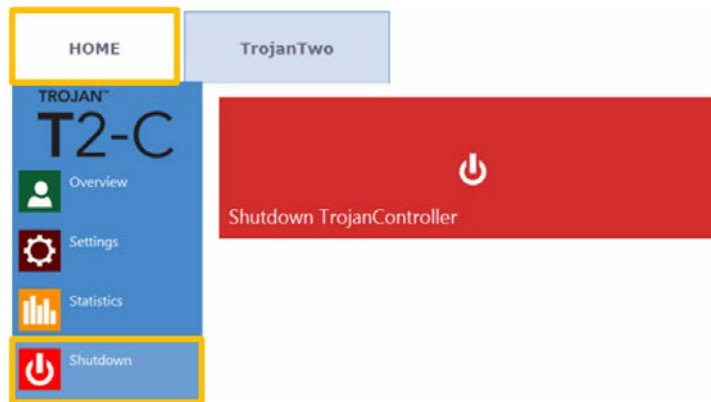 HOME
TrojanTwo
TROJAN™
T2-C
Overview
Settings
Statistics
Shutdown
Shutdown TrojanController